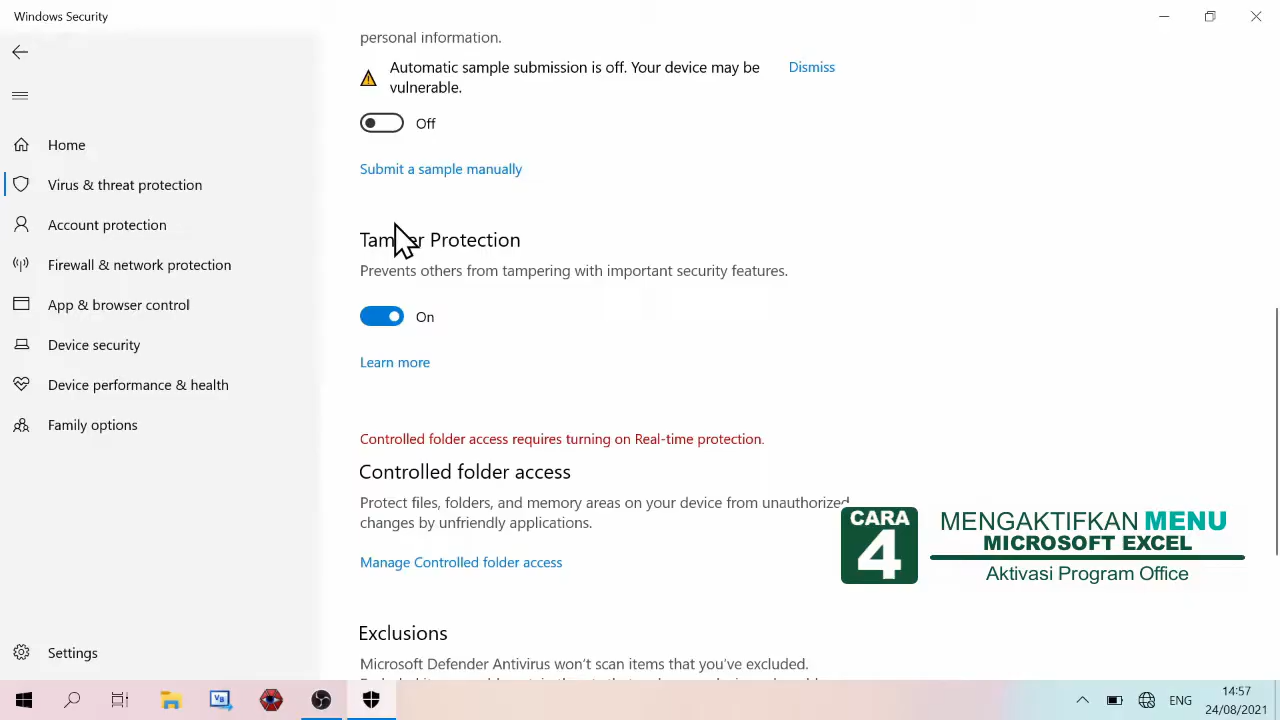 Windows Security
personal information.
Automatic sample submission is off. Your device may be
vulnerable.
Dismiss
Off
Submit a sample manually
Home
Virus & threat protection
Account protection
Firewall & network protection
App & browser control
Device security
Device performance & health
Family options
Settings
Protection
Prevents others from tampering with important security features.
On
Learn more
Controlled folder access requires turning on Real-time protection.
Controlled folder access
Protect files, folders, and memory areas on your device from unauthorized
changes by unfriendly applications.
Manage Controlled folder access
CARA
4
MENGAKTIFKAN MENU
MICROSOFT EXCEL
Aktivasi Program Office
Exclusions
Microsoft Defender Antivirus won't scan items that you've excluded.
ENG
14:57
24/08/2021